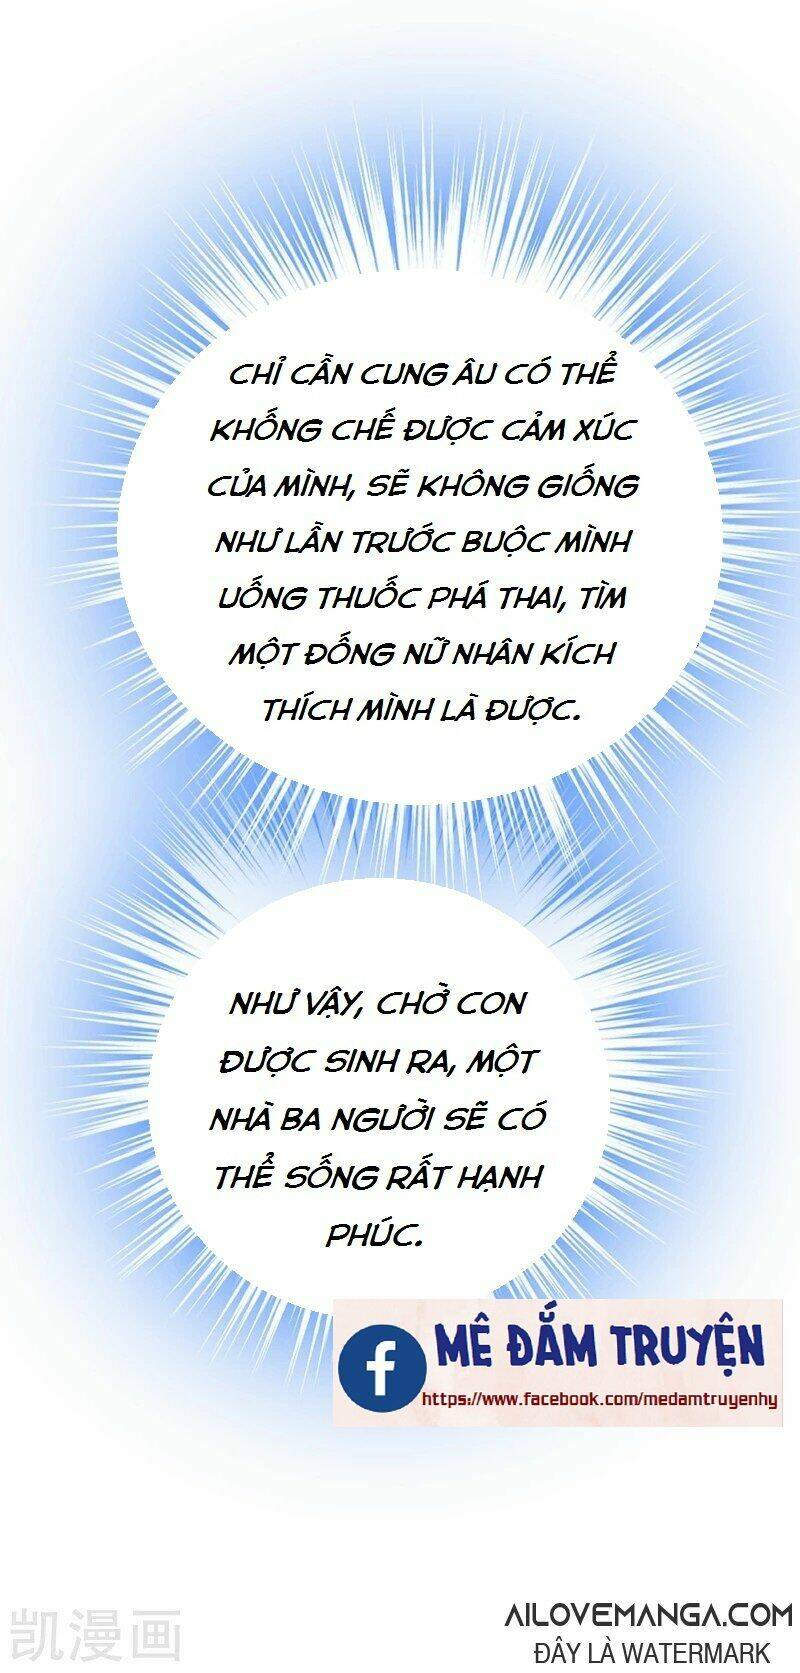 CHỈ CẦN CUNG ÂU CÓ THỂ
KHỐNG CHẾ ĐƯỢC CẢM XÚC
CỦA MÌNH, SẼ KHÔNG GIỐNG
NHƯ LẦN TRƯỚC BUỘC MÌNH
UỐNG THUỐC PHÁ THAI, TÌM
MỘT ĐỐNG NỮ NHÂN KÍCH
THÍCH MÌNH LÀ ĐƯỢC.
NHƯ VẬY, CHỜ CON
ĐƯỢC SINH RA, MỘT
NHÀ BA NGƯỜI SẼ CÓ
THỂ SỐNG RẤT HẠNH
PHÚC.
MÊ ĐẮM TRUYỆN
https://www.facebook.com/medamtruyenhy
凯漫画
AILOVEMANGA.COM
ĐÂY LÀ WATERMARK